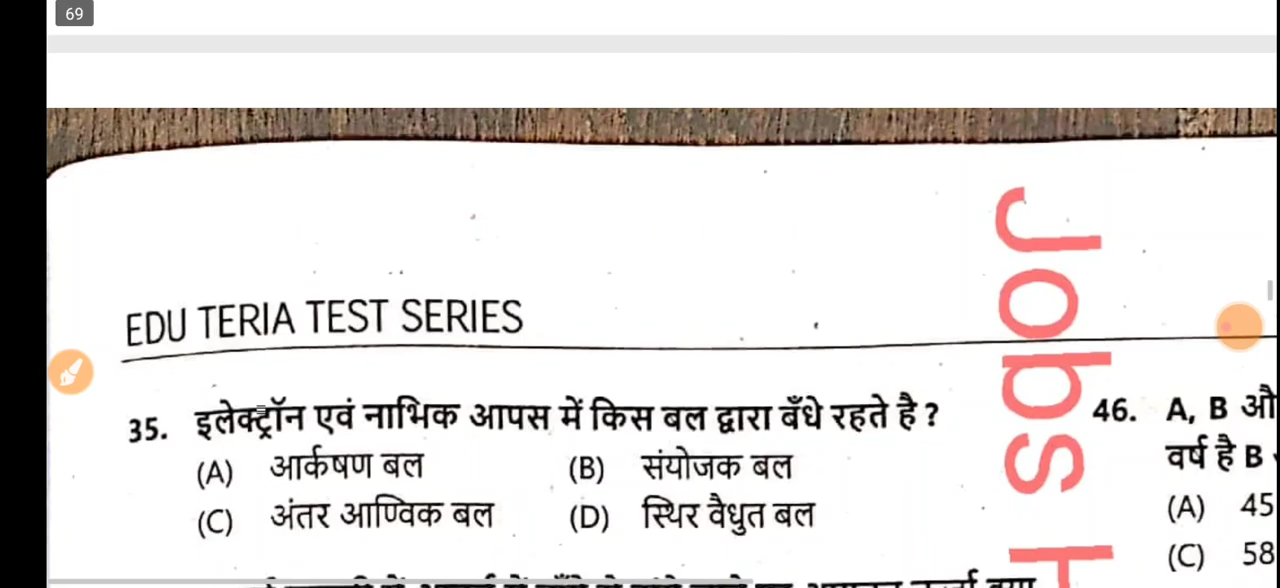 69
EDU TERIA TEST SERIES
35. इलेक्ट्रॉन एवं नाभिक आपस में किस बल द्वारा बँधे रहते है ?
(A) आर्कषण बल (B) संयोजक बल
(C) अंतर आण्विक बल (D) स्थिर वैधुत बल
Jobs H
46. A, B औ
वर्ष है B
(A) 45
(C) 58